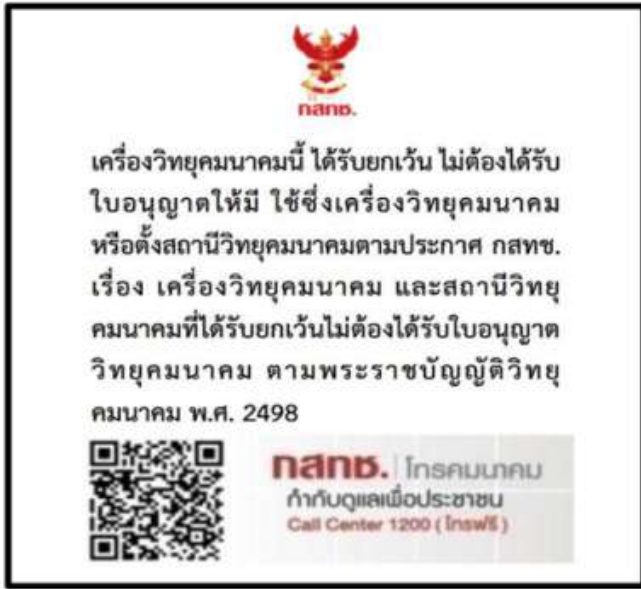 กสทช.
เครื่องวิทยุคมนาคมนี้ ได้รับยกเว้น ไม่ต้องได้รับ
ใบอนุญาตให้มี ใช้ซึ่งเครื่องวิทยุคมนาคม
หรือตั้งสถานีวิทยุคมนาคมตามประกาศ กสทช.
เรื่อง เครื่องวิทยุคมนาคม และสถานีวิทยุ
คมนาคมที่ได้รับยกเว้นไม่ต้องได้รับใบอนุญาต
วิทยุคมนาคม ตามพระราชบัญญัติวิทยุ
คมนาคม พ.ศ. 2498
กสทช. | โทรคมนาคม
กำกับดูแลเพื่อประชาชน
Call Center 1200 ( โทรฟรี )